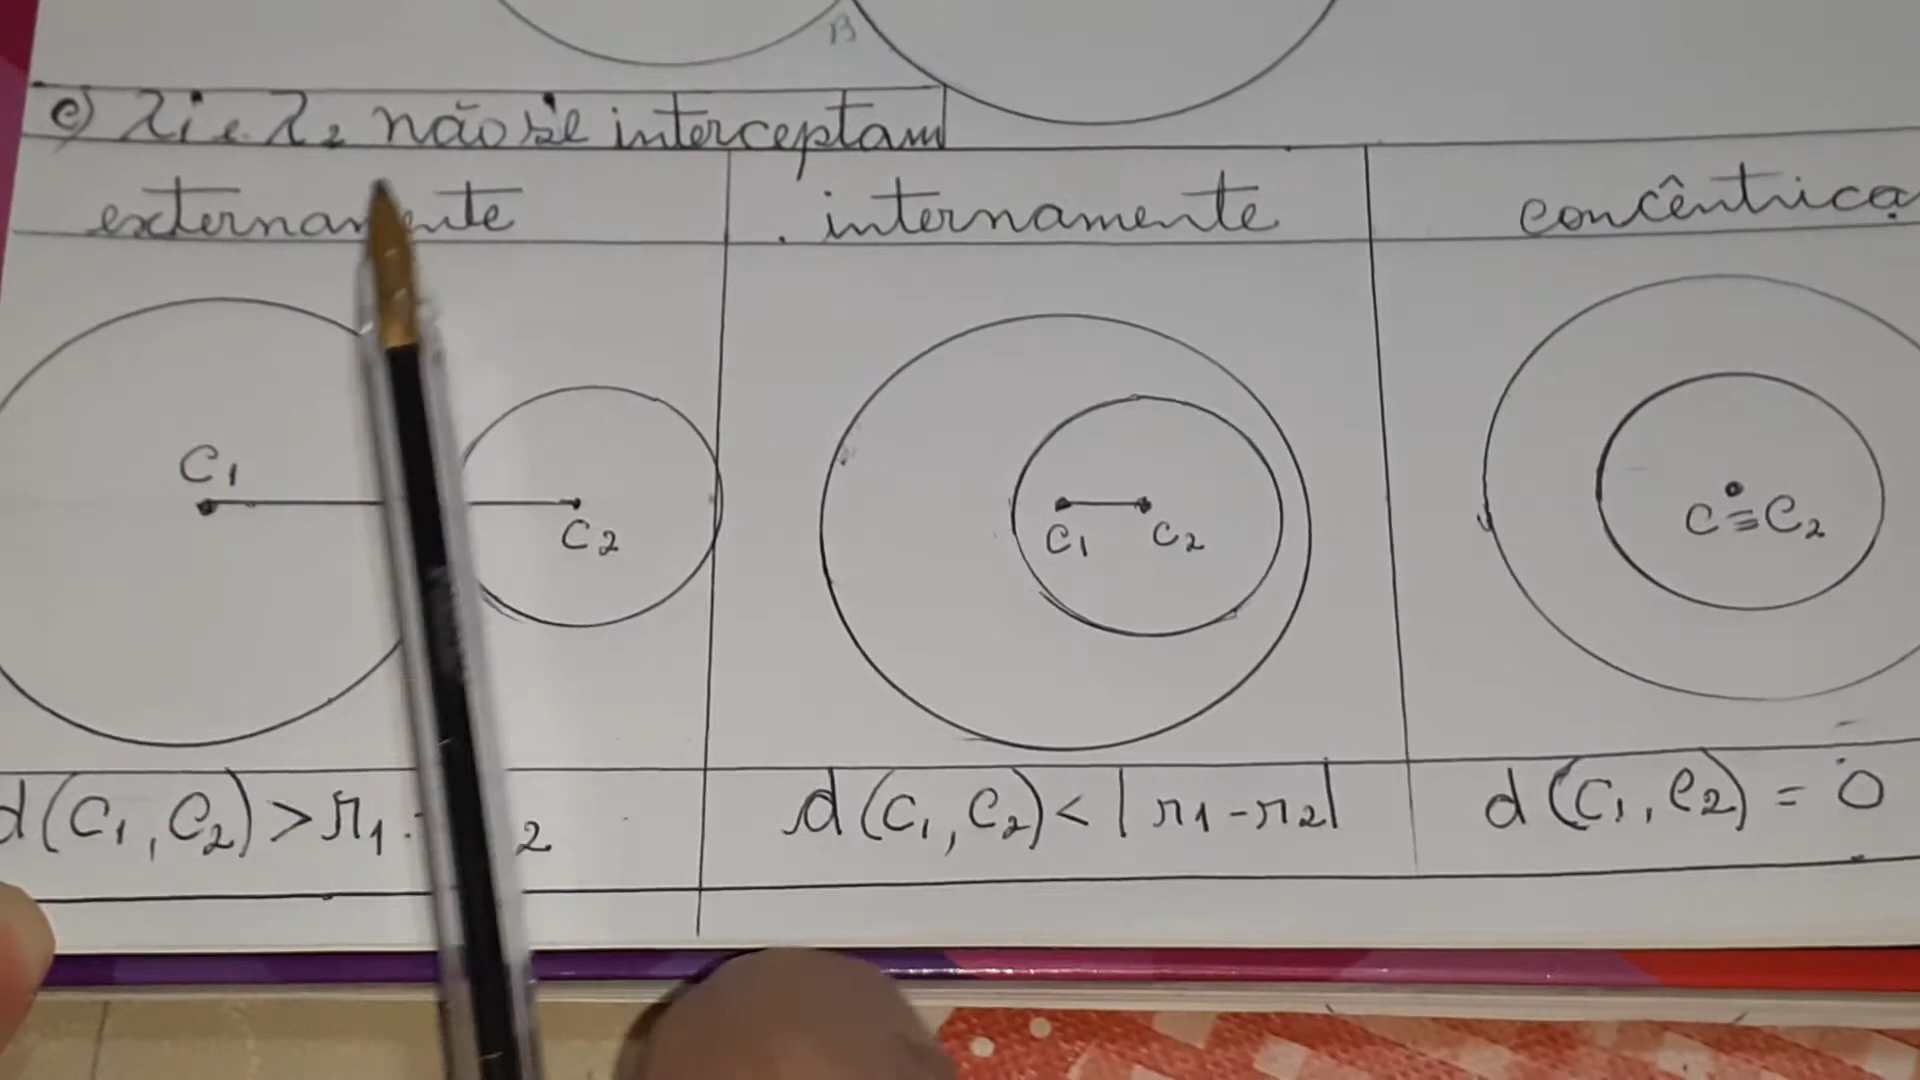 B
c) λ1 e λ2 não se interceptam
externamente
internamente
concêntrica
C1
C2
C1
C2
C≡C2
d(C1,C2)>r1 2
d(C1,C2)<|r1-r2|
d(C1,C2)=0